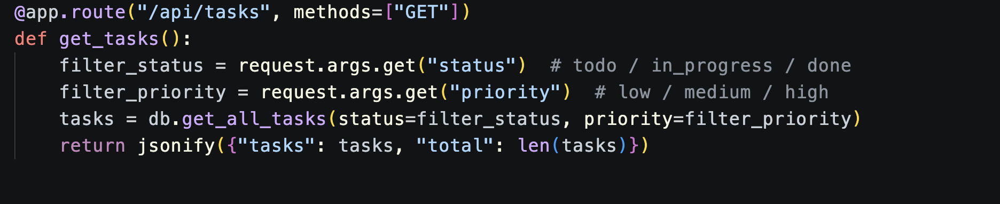 @app.route("/api/tasks", methods=["GET"])
def get_tasks():
    filter_status = request.args.get("status")  # todo / in_progress / done
    filter_priority = request.args.get("priority")  # low / medium / high
    tasks = db.get_all_tasks(status=filter_status, priority=filter_priority)
    return jsonify({"tasks": tasks, "total": len(tasks)})